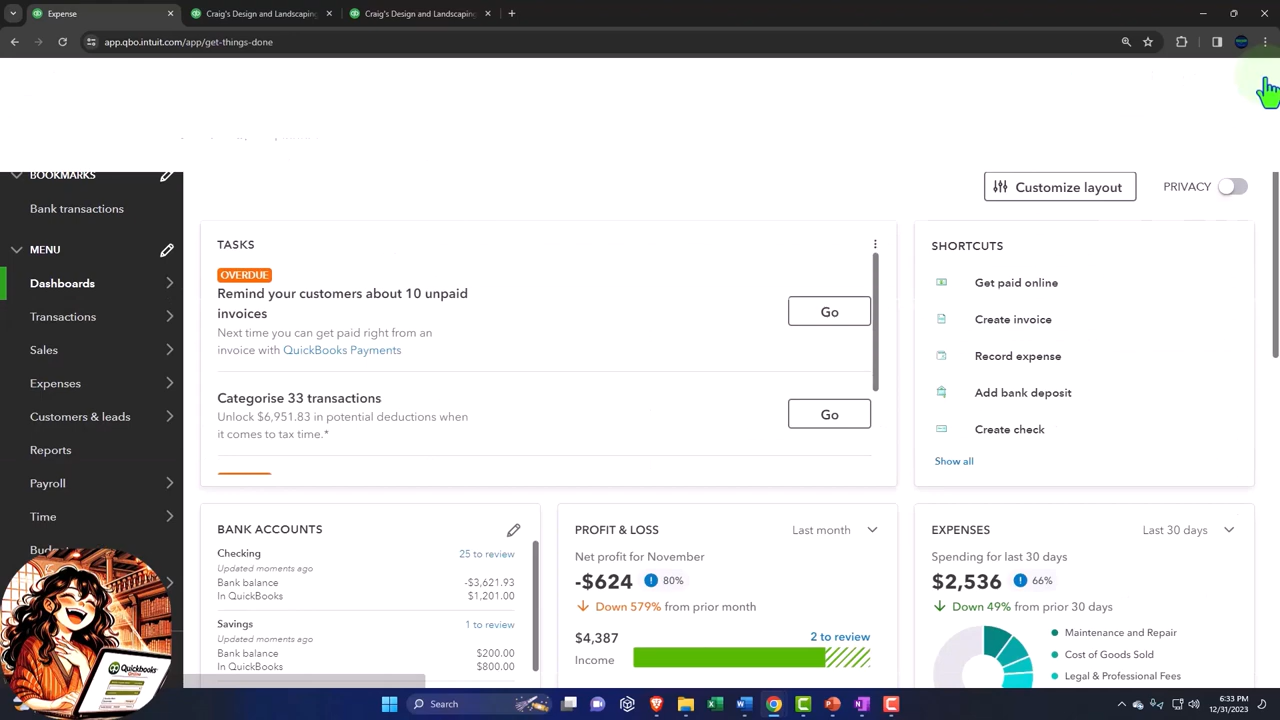 Expense
Craig's Design and Landscaping
Craig's Design and Landscaping
app.qbo.intuit.com/app/get-things-done
BOOKMARKS
Bank transactions
MENU
Dashboards
Transactions
Sales
Expenses
Customers & leads
Reports
Payroll
Time
Customize layout
PRIVACY
TASKS
OVERDUE
Remind your customers about 10 unpaid
invoices
Next time you can get paid right from an
invoice with QuickBooks Payments
Go
Categorise 33 transactions
Unlock $6,951.83 in potential deductions when
it comes to tax time.*
Go
SHORTCUTS
Get paid online
Create invoice
Record expense
Add bank deposit
Create check
Show all
BANK ACCOUNTS
Checking
25 to review
Updated moments ago
Bank balance
-$3,621.93
In QuickBooks
$1,201.00
Savings
1 to review
Updated moments ago
Bank balance
$200.00
In QuickBooks
$800.00
PROFIT & LOSS
Last month
Net profit for November
-$624
80%
Down 579% from prior month
$4,387
2 to review
Income
EXPENSES
Last 30 days
Spending for last 30 days
$2,536
66%
Down 49% from prior 30 days
Maintenance and Repair
Cost of Goods Sold
Legal & Professional Fees
Quickbooks
Online
Search
6:33 PM
12/31/2023